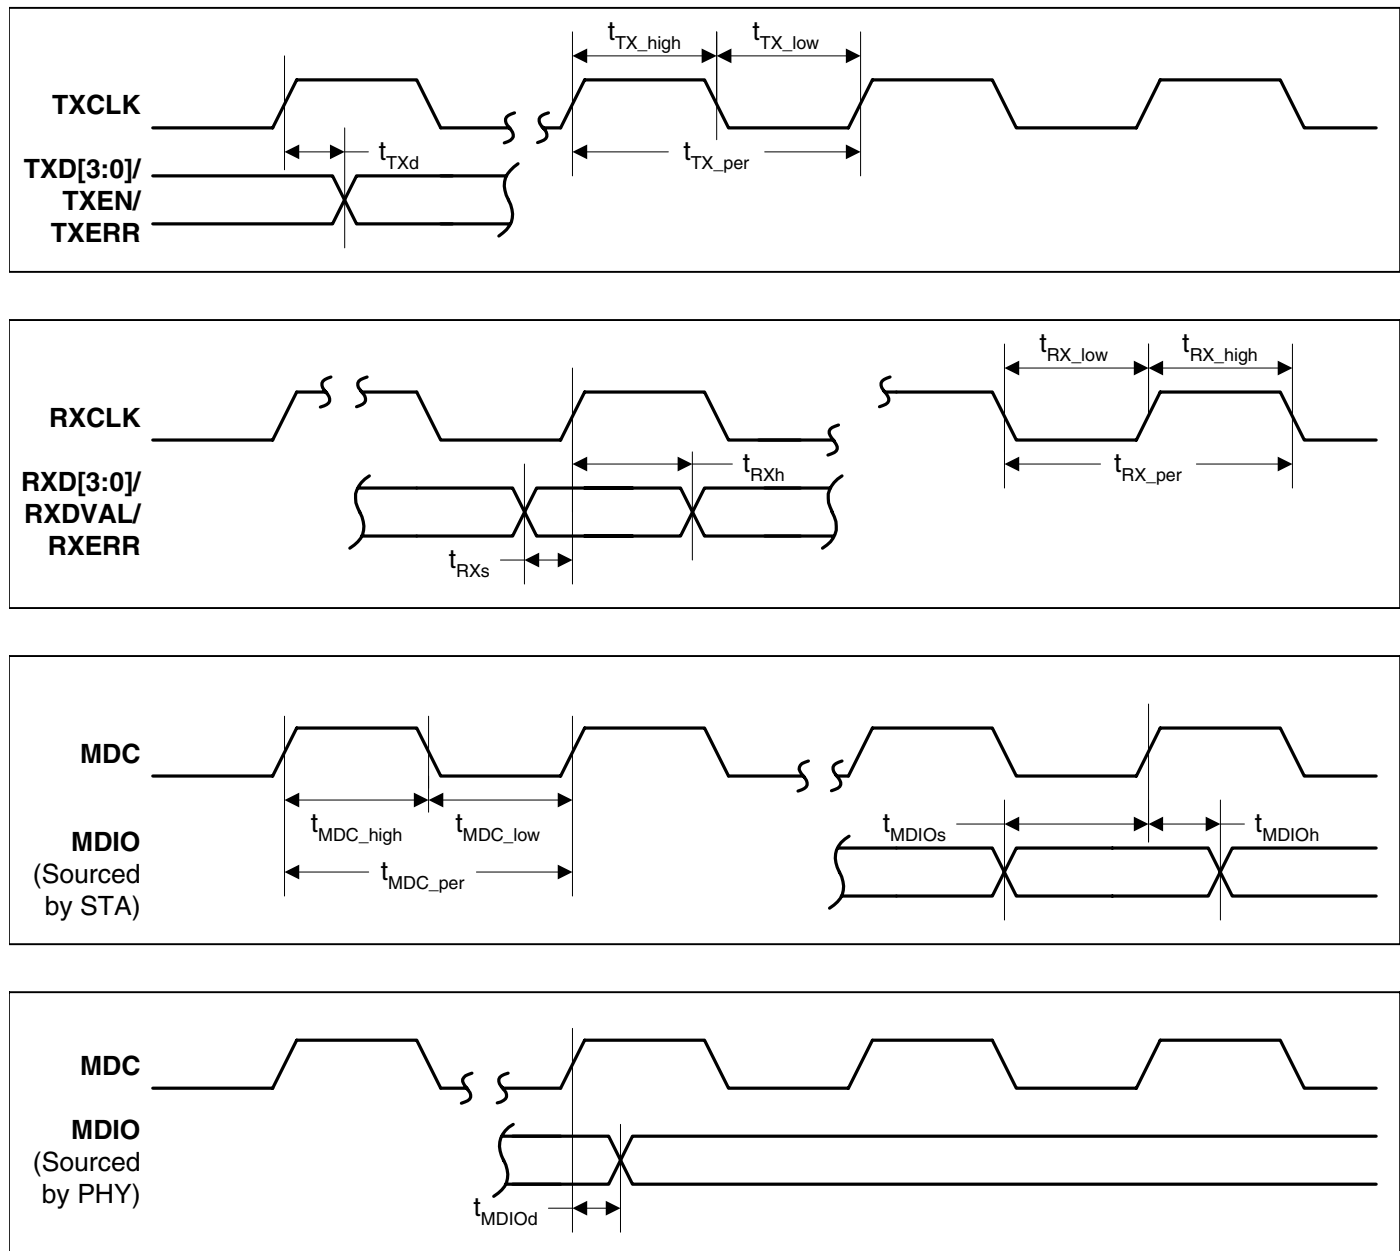 t_TX_high t_TX_low
TXCLK
t_TXd t_TX_per
TXD[3:0]/
TXEN/
TXERR
t_RX_low t_RX_high
RXCLK
t_RXh t_RX_per
RXD[3:0]/
RXDVAL/
RXERR
t_RXs
MDC
t_MDC_high t_MDC_low t_MDIOs t_MDIOh
MDIO
(Sourced
by STA)
t_MDC_per
MDC
MDIO
(Sourced
by PHY)
t_MDIOd